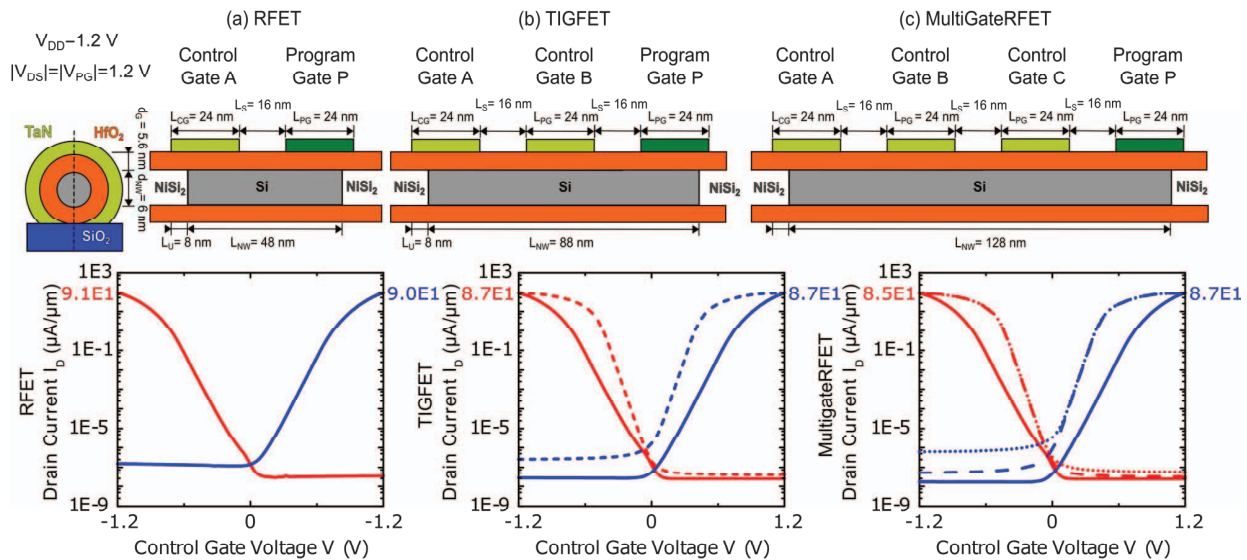 (a) RFET
(b) TIGFET
(c) MultiGateRFET
V_DD–1.2 V
|V_DS|=|V_PG|=1.2 V
Control Gate A
Program Gate P
Control Gate A
Control Gate B
Program Gate P
Control Gate A
Control Gate B
Control Gate C
Program Gate P
L_S = 16 nm
L_S = 16 nm
L_S = 16 nm
L_S = 16 nm
L_S = 16 nm
L_S = 16 nm
L_CG= 24 nm
L_PG= 24 nm
L_CG= 24 nm
L_PG= 24 nm
L_PG= 24 nm
L_CG= 24 nm
L_PG= 24 nm
L_CG= 24 nm
L_PG= 24 nm
TaN
HfO₂
SiO₂
d_G = 5,6 nm
d_NW= 6 nm
NiSi₂
Si
NiSi₂
NiSi₂
Si
NiSi₂
NiSi₂
Si
NiSi₂
L_U= 8 nm
L_NW= 48 nm
L_U= 8 nm
L_NW= 88 nm
L_NW= 128 nm
RFET
Drain Current I_D (μA/μm)
1E3
9.1E1
1E-1
1E-5
1E-9
9.0E1
-1.2
0
-1.2
Control Gate Voltage V (V)
TIGFET
Drain Current I_D (μA/μm)
1E3
8.7E1
1E-1
1E-5
1E-9
8.7E1
-1.2
0
1.2
Control Gate Voltage V (V)
MultigateRFET
Drain Current I_D (μA/μm)
1E3
8.5E1
1E-1
1E-5
1E-9
8.7E1
-1.2
0
1.2
Control Gate Voltage V (V)